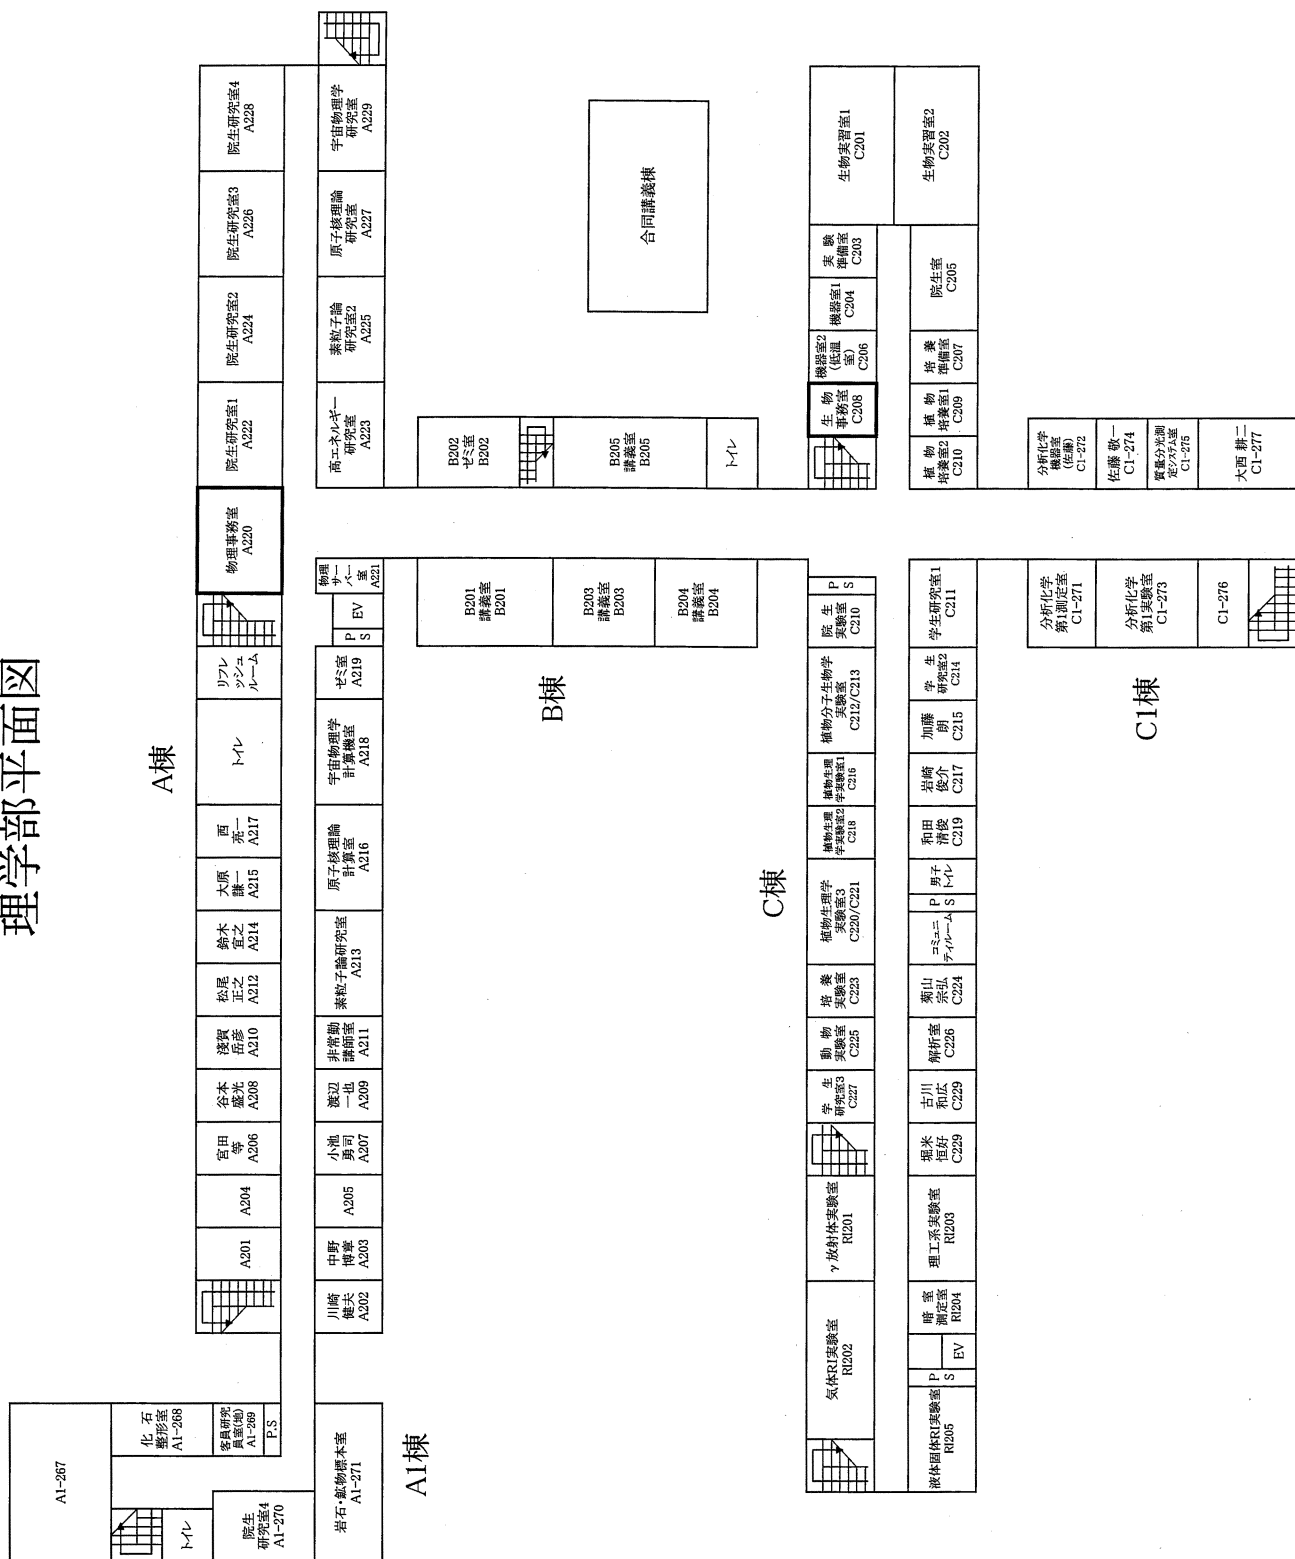 理学部平面図
A棟
院生研究室4
A228
院生研究室3
A226
院生研究室2
A224
院生研究室1
A222
物理事務室
A220
リフレ
ッシュ
ルーム
トイレ
西
亮一
A217
大原
謙一
A215
鈴木
宜之
A214
松尾
正之
A212
淺賀
岳彦
A210
谷本
盛光
A208
宮田
等
A206
A204
A201
宇宙物理学
研究室
A229
原子核理論
研究室
A227
素粒子論
研究室2
A225
高エネルギー
研究室
A223
物理
サー
バー
室
A221
EV
P
S
ゼミ室
A219
宇宙物理学
計算機室
A218
原子核理論
計算室
A216
素粒子論研究室
A213
非常勤
講師室
A211
渡辺
一也
A209
小池
勇司
A207
A205
中野
博章
A203
川崎
健夫
A202
A1棟
A1-267
化石
整形室
A1-268
客員研究
員室(地)
A1-269
P.S
トイレ
院生
研究室4
A1-270
岩石・鉱物標本室
A1-271
B棟
B202
ゼミ室
B202
B205
講義室
B205
トイレ
B201
講義室
B201
B203
講義室
B203
B204
講義室
B204
合同講義棟
C棟
生物実習室1
C201
生物実習室2
C202
実験
準備室
C203
機器室1
C204
機器室2
(低温
室)
C206
生物
事務室
C208
院生室
C205
培養
準備室
C207
植物
培養室1
C209
植物
培養室2
C210
P
S
院生
実験室
C210
植物分子生物学
実験室
C212/C213
植物生理
学実験室1
C216
植物生理
学実験室2
C218
植物生理学
実験室3
C220/C221
培養
実験室
C223
動物
実験室
C225
学生
研究室3
C227
γ放射体実験室
RI201
気体RI実験室
RI202
学生研究室1
C211
学生
研究室2
C214
加藤
朗
C215
岩崎
俊介
C217
和田
清俊
C219
男子
トイレ
P
S
コミュニ
ティルーム
菊山
宗弘
C224
解析室
C226
古川
和広
C229
堀米
恒好
C229
理工系実験室
RI203
暗室
測定室
RI204
EV
P
S
液体固体RI実験室
RI205
C1棟
分析化学
機器室
(佐藤)
C1-272
佐藤 敬一
C1-274
質量分光測
定システム室
C1-275
大西 耕二
C1-277
分析化学
第1測定室
C1-271
分析化学
第1実験室
C1-273
C1-276